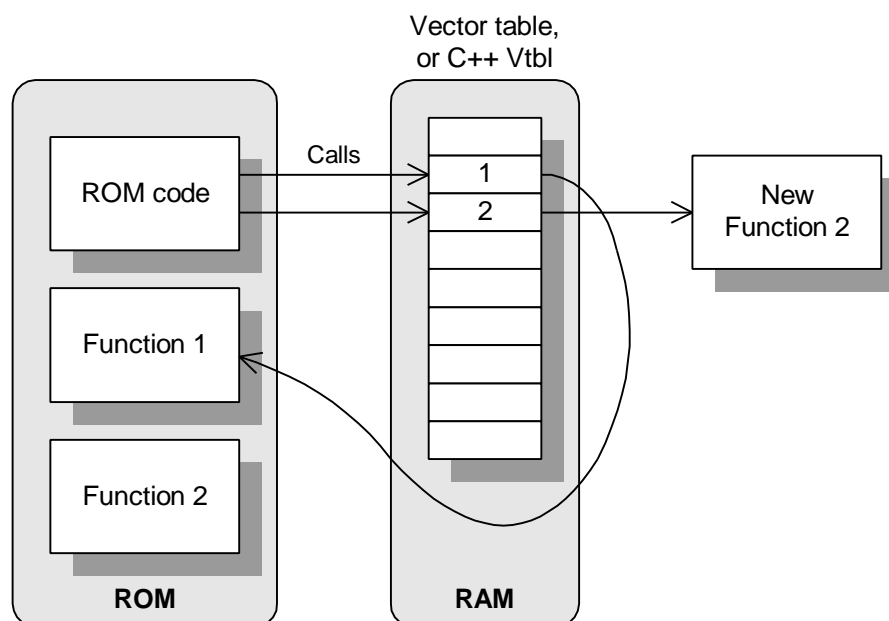 Vector table,
or C++ Vtbl
ROM code
Calls
1
2
New
Function 2
Function 1
Function 2
ROM
RAM